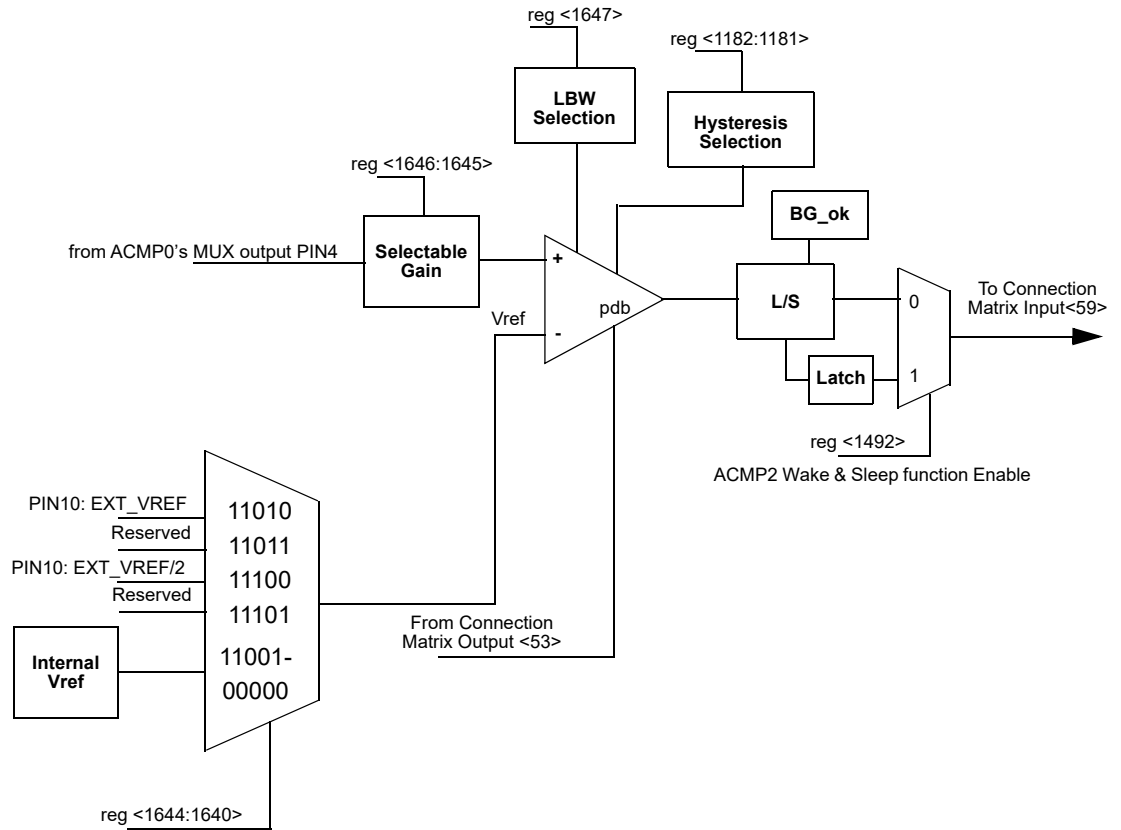 reg <1647>
reg <1182:1181>
LBW
Selection
Hysteresis
Selection
reg <1646:1645>
BG_ok
from ACMP0's MUX output PIN4
Selectable
Gain
+
L/S
0
To Connection
Matrix Input<59>
pdb
Vref
-
Latch
1
reg <1492>
ACMP2 Wake & Sleep function Enable
PIN10: EXT_VREF
11010
Reserved
11011
PIN10: EXT_VREF/2
11100
Reserved
11101
From Connection
Matrix Output <53>
Internal
Vref
11001-
00000
reg <1644:1640>